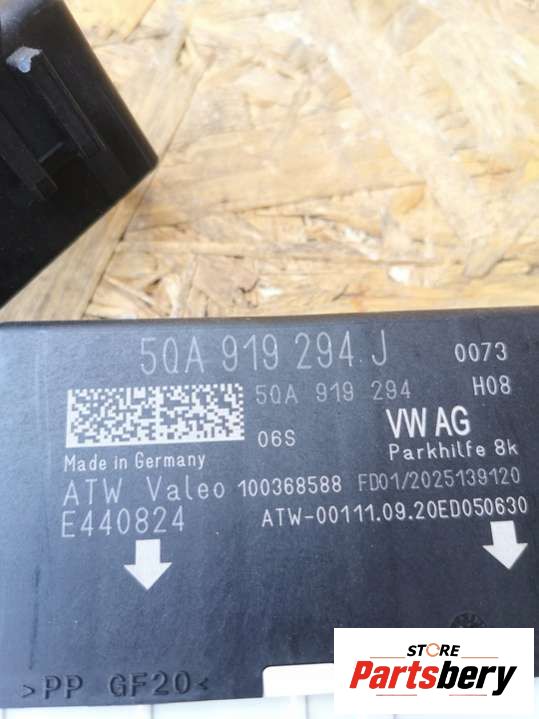 5QA 919 294 J 0073
5QA 919 294 H08
06S VW AG
Made in Germany Parkhilfe 8k
ATW Valeo 100368588 FD01/2025139120
E440824 ATW-00111.09.20ED050630
>PP GF20<
STORE
Partsbery